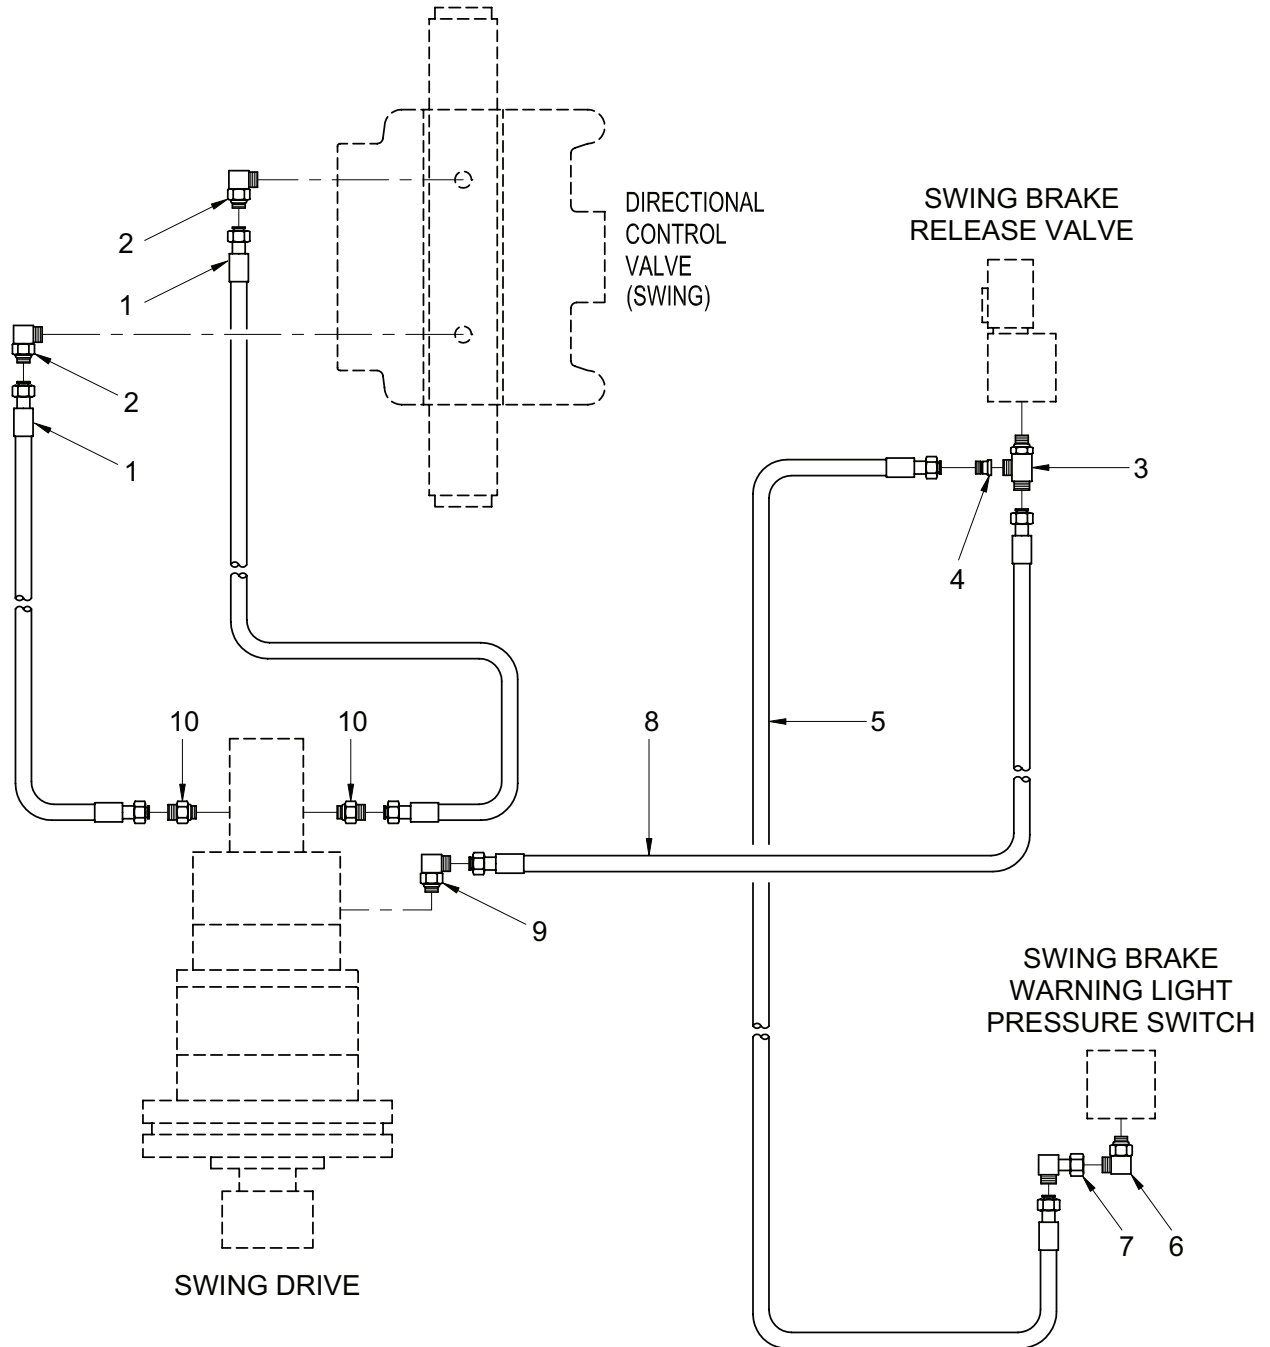 2
1
2
1
DIRECTIONAL
CONTROL
VALVE
(SWING)
SWING BRAKE
RELEASE VALVE
3
4
10
10
8
5
9
SWING BRAKE
WARNING LIGHT
PRESSURE SWITCH
7
6
SWING DRIVE